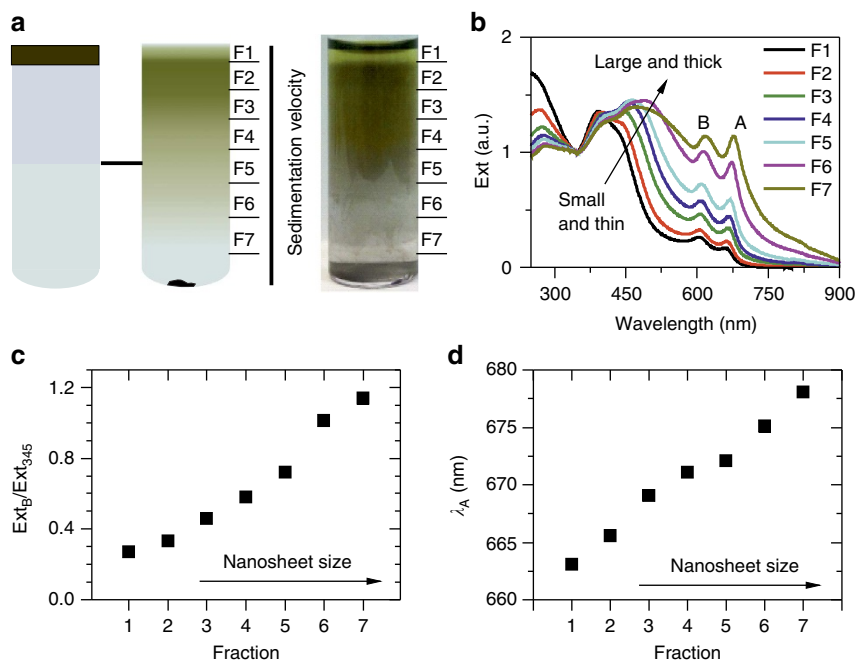 a
F1
F2
F3
F4
F5
F6
F7
Sedimentation velocity
F1
F2
F3
F4
F5
F6
F7
b
Ext (a.u.)
2
1
0
300
450
600
750
900
Wavelength (nm)
Large and thick
Small
and thin
B
A
F1
F2
F3
F4
F5
F6
F7
c
Ext_B/Ext_345
1.2
0.8
0.4
0.0
Nanosheet size
1
2
3
4
5
6
7
Fraction
d
λ_A (nm)
680
675
670
665
660
Nanosheet size
1
2
3
4
5
6
7
Fraction